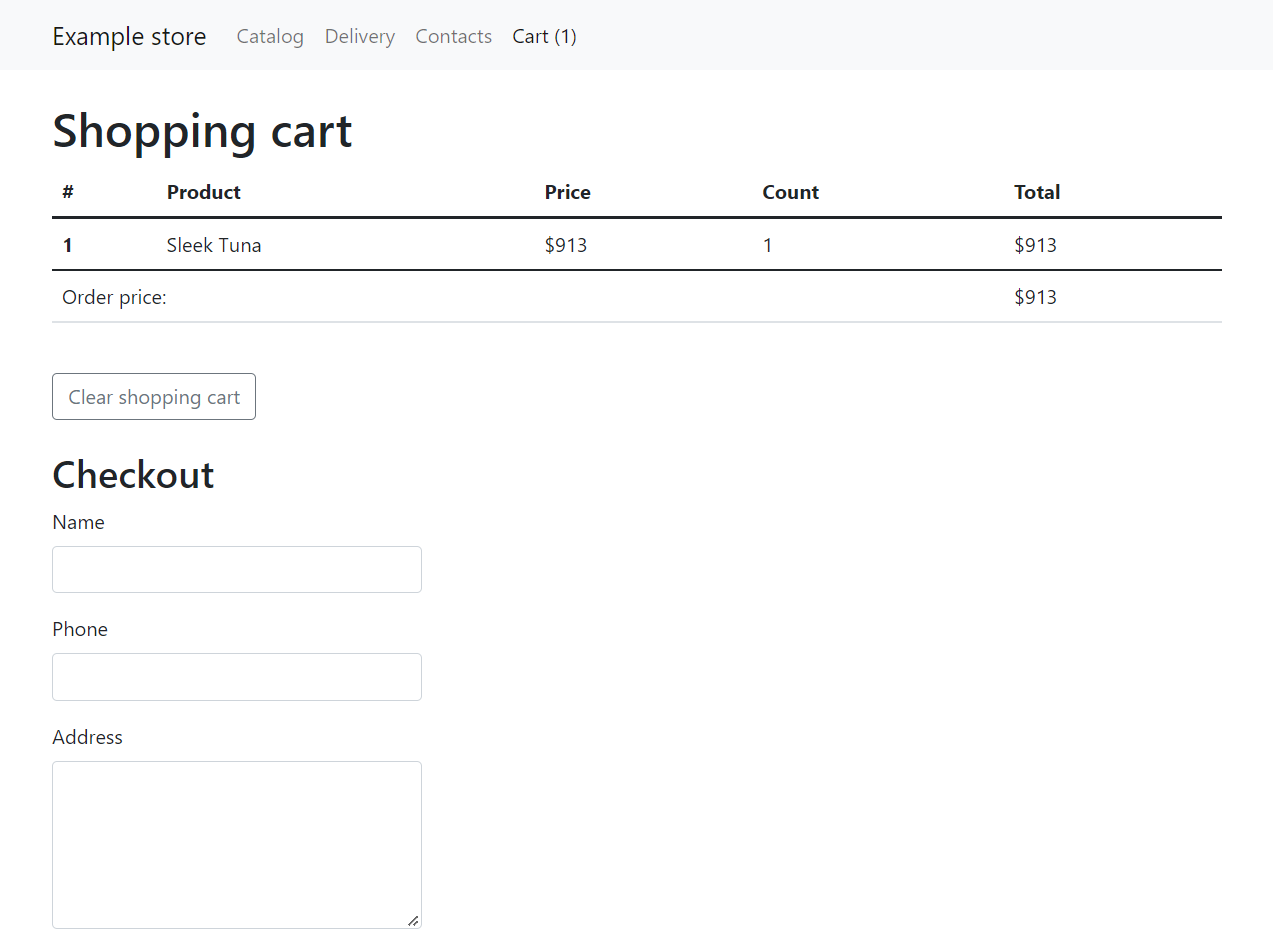 Example store Catalog Delivery Contacts Cart (1)
Shopping cart
# Product Price Count Total
1 Sleek Tuna $913 1 $913
Order price: $913
Clear shopping cart
Checkout
Name
Phone
Address